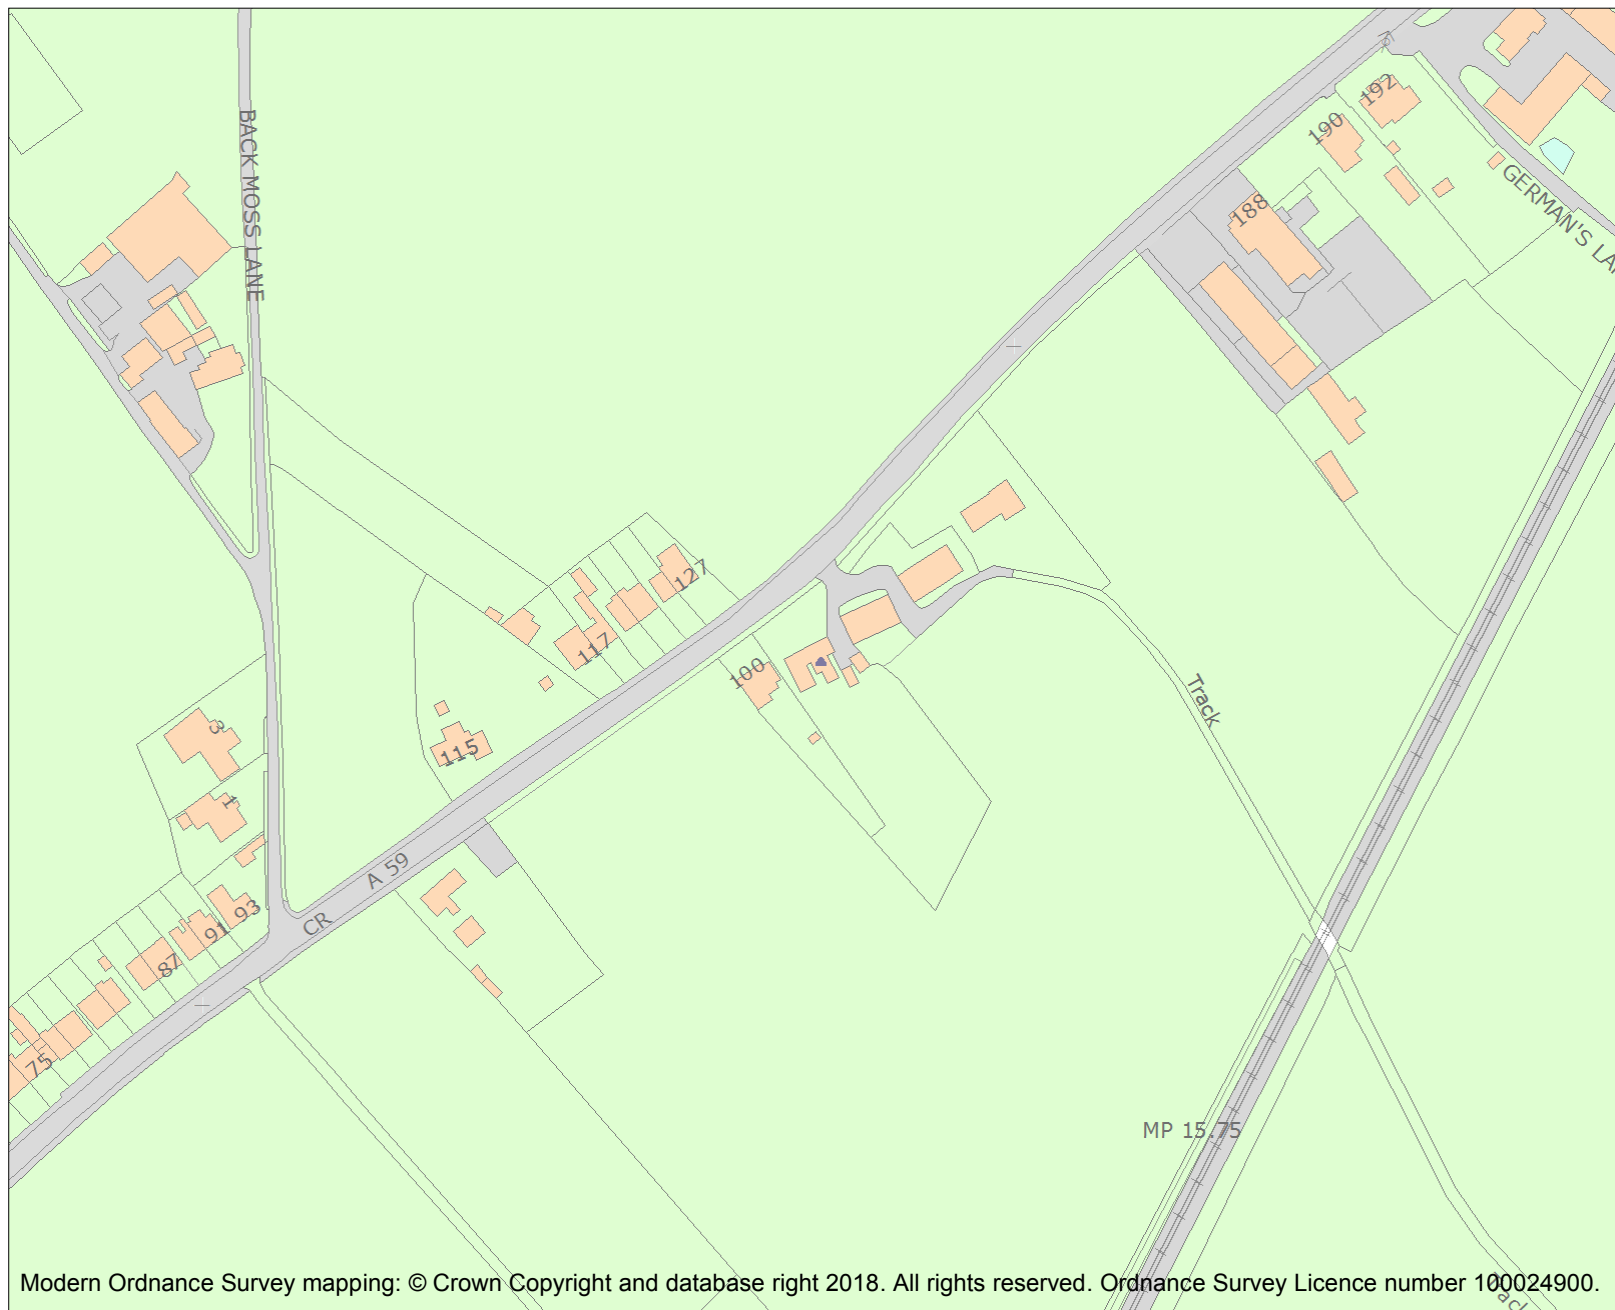 192
190
BACK MOSS LANE
GERMAN'S LA
188
127
117
100
Track
3
115
1
A 59
CR
93
91
87
75
MP 15.75
Modern Ordnance Survey mapping: © Crown Copyright and database right 2018. All rights reserved. Ordnance Survey Licence number 100024900.
Track